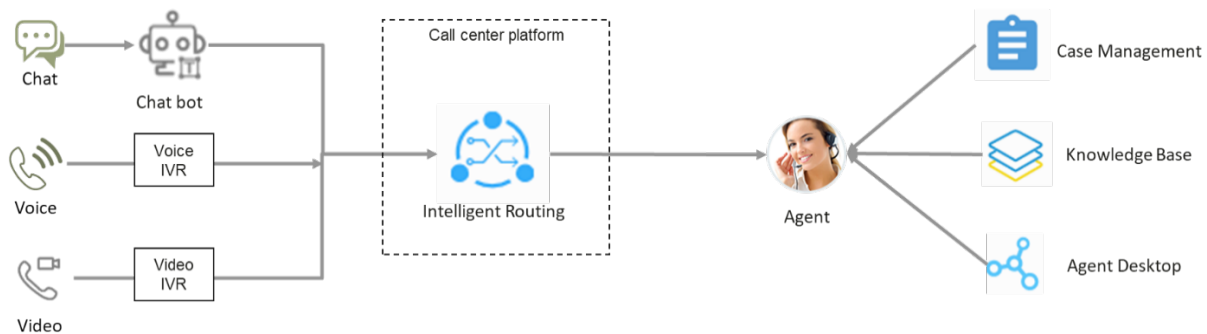 Chat
Chat bot
Voice
IVR
Voice
Video
IVR
Video
Call center platform
Intelligent Routing
Agent
Case Management
Knowledge Base
Agent Desktop
T